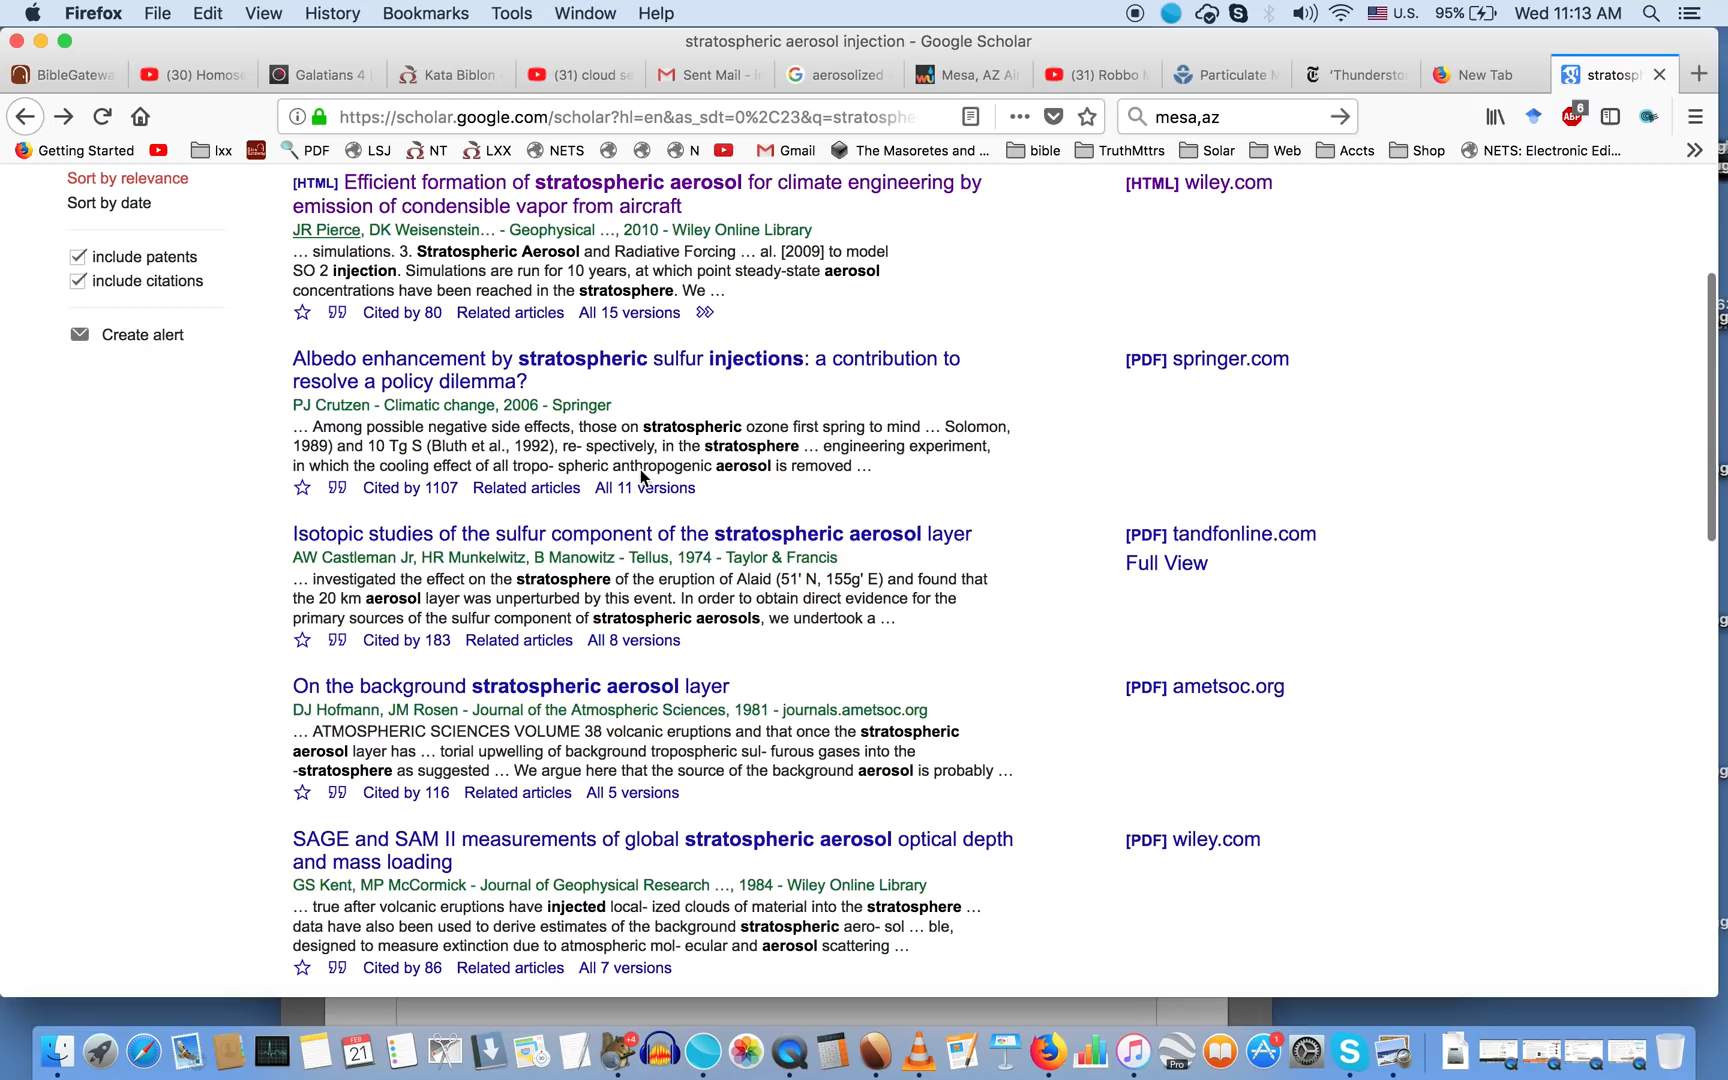 Firefox File Edit View History Bookmarks Tools Window Help U.S. 95% Wed 11:13 AM
stratospheric aerosol injection - Google Scholar
BibleGatewa (30) Homose Galatians 4 Kata Biblon (31) cloud se Sent Mail - i aerosolized Mesa, AZ Ai (31) Robbo M Particulate M 'Thunderstor New Tab stratosph
https://scholar.google.com/scholar?hl=en&as_sdt=0%2C23&q=stratosphe mesa,az ABP 6
Getting Started lxx PDF LSJ NT LXX NETS N Gmail The Masoretes and ... bible TruthMttrs Solar Web Accts Shop NETS: Electronic Edi...
Sort by relevance
Sort by date
include patents
include citations
Create alert
[HTML] Efficient formation of stratospheric aerosol for climate engineering by
emission of condensible vapor from aircraft
[HTML] wiley.com
JR Pierce, DK Weisenstein... - Geophysical ..., 2010 - Wiley Online Library
... simulations. 3. Stratospheric Aerosol and Radiative Forcing ... al. [2009] to model
SO 2 injection. Simulations are run for 10 years, at which point steady-state aerosol
concentrations have been reached in the stratosphere. We ...
Cited by 80 Related articles All 15 versions
Albedo enhancement by stratospheric sulfur injections: a contribution to
resolve a policy dilemma?
[PDF] springer.com
PJ Crutzen - Climatic change, 2006 - Springer
... Among possible negative side effects, those on stratospheric ozone first spring to mind ... Solomon,
1989) and 10 Tg S (Bluth et al., 1992), re- spectively, in the stratosphere ... engineering experiment,
in which the cooling effect of all tropo- spheric anthropogenic aerosol is removed ...
Cited by 1107 Related articles All 11 versions
Isotopic studies of the sulfur component of the stratospheric aerosol layer
[PDF] tandfonline.com
Full View
AW Castleman Jr, HR Munkelwitz, B Manowitz - Tellus, 1974 - Taylor & Francis
... investigated the effect on the stratosphere of the eruption of Alaid (51' N, 155g' E) and found that
the 20 km aerosol layer was unperturbed by this event. In order to obtain direct evidence for the
primary sources of the sulfur component of stratospheric aerosols, we undertook a ...
Cited by 183 Related articles All 8 versions
On the background stratospheric aerosol layer
[PDF] ametsoc.org
DJ Hofmann, JM Rosen - Journal of the Atmospheric Sciences, 1981 - journals.ametsoc.org
... ATMOSPHERIC SCIENCES VOLUME 38 volcanic eruptions and that once the stratospheric
aerosol layer has ... torial upwelling of background tropospheric sul- furous gases into the
-stratosphere as suggested ... We argue here that the source of the background aerosol is probably ...
Cited by 116 Related articles All 5 versions
SAGE and SAM II measurements of global stratospheric aerosol optical depth
and mass loading
[PDF] wiley.com
GS Kent, MP McCormick - Journal of Geophysical Research ..., 1984 - Wiley Online Library
... true after volcanic eruptions have injected local- ized clouds of material into the stratosphere ...
data have also been used to derive estimates of the background stratospheric aero- sol ... ble,
designed to measure extinction due to atmospheric mol- ecular and aerosol scattering ...
Cited by 86 Related articles All 7 versions
FEB 21 +4 Pro 1